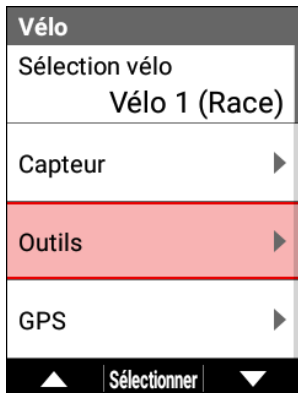 Vélo
Sélection vélo
Vélo 1 (Race)
Capteur
Outils
GPS
Sélectionner